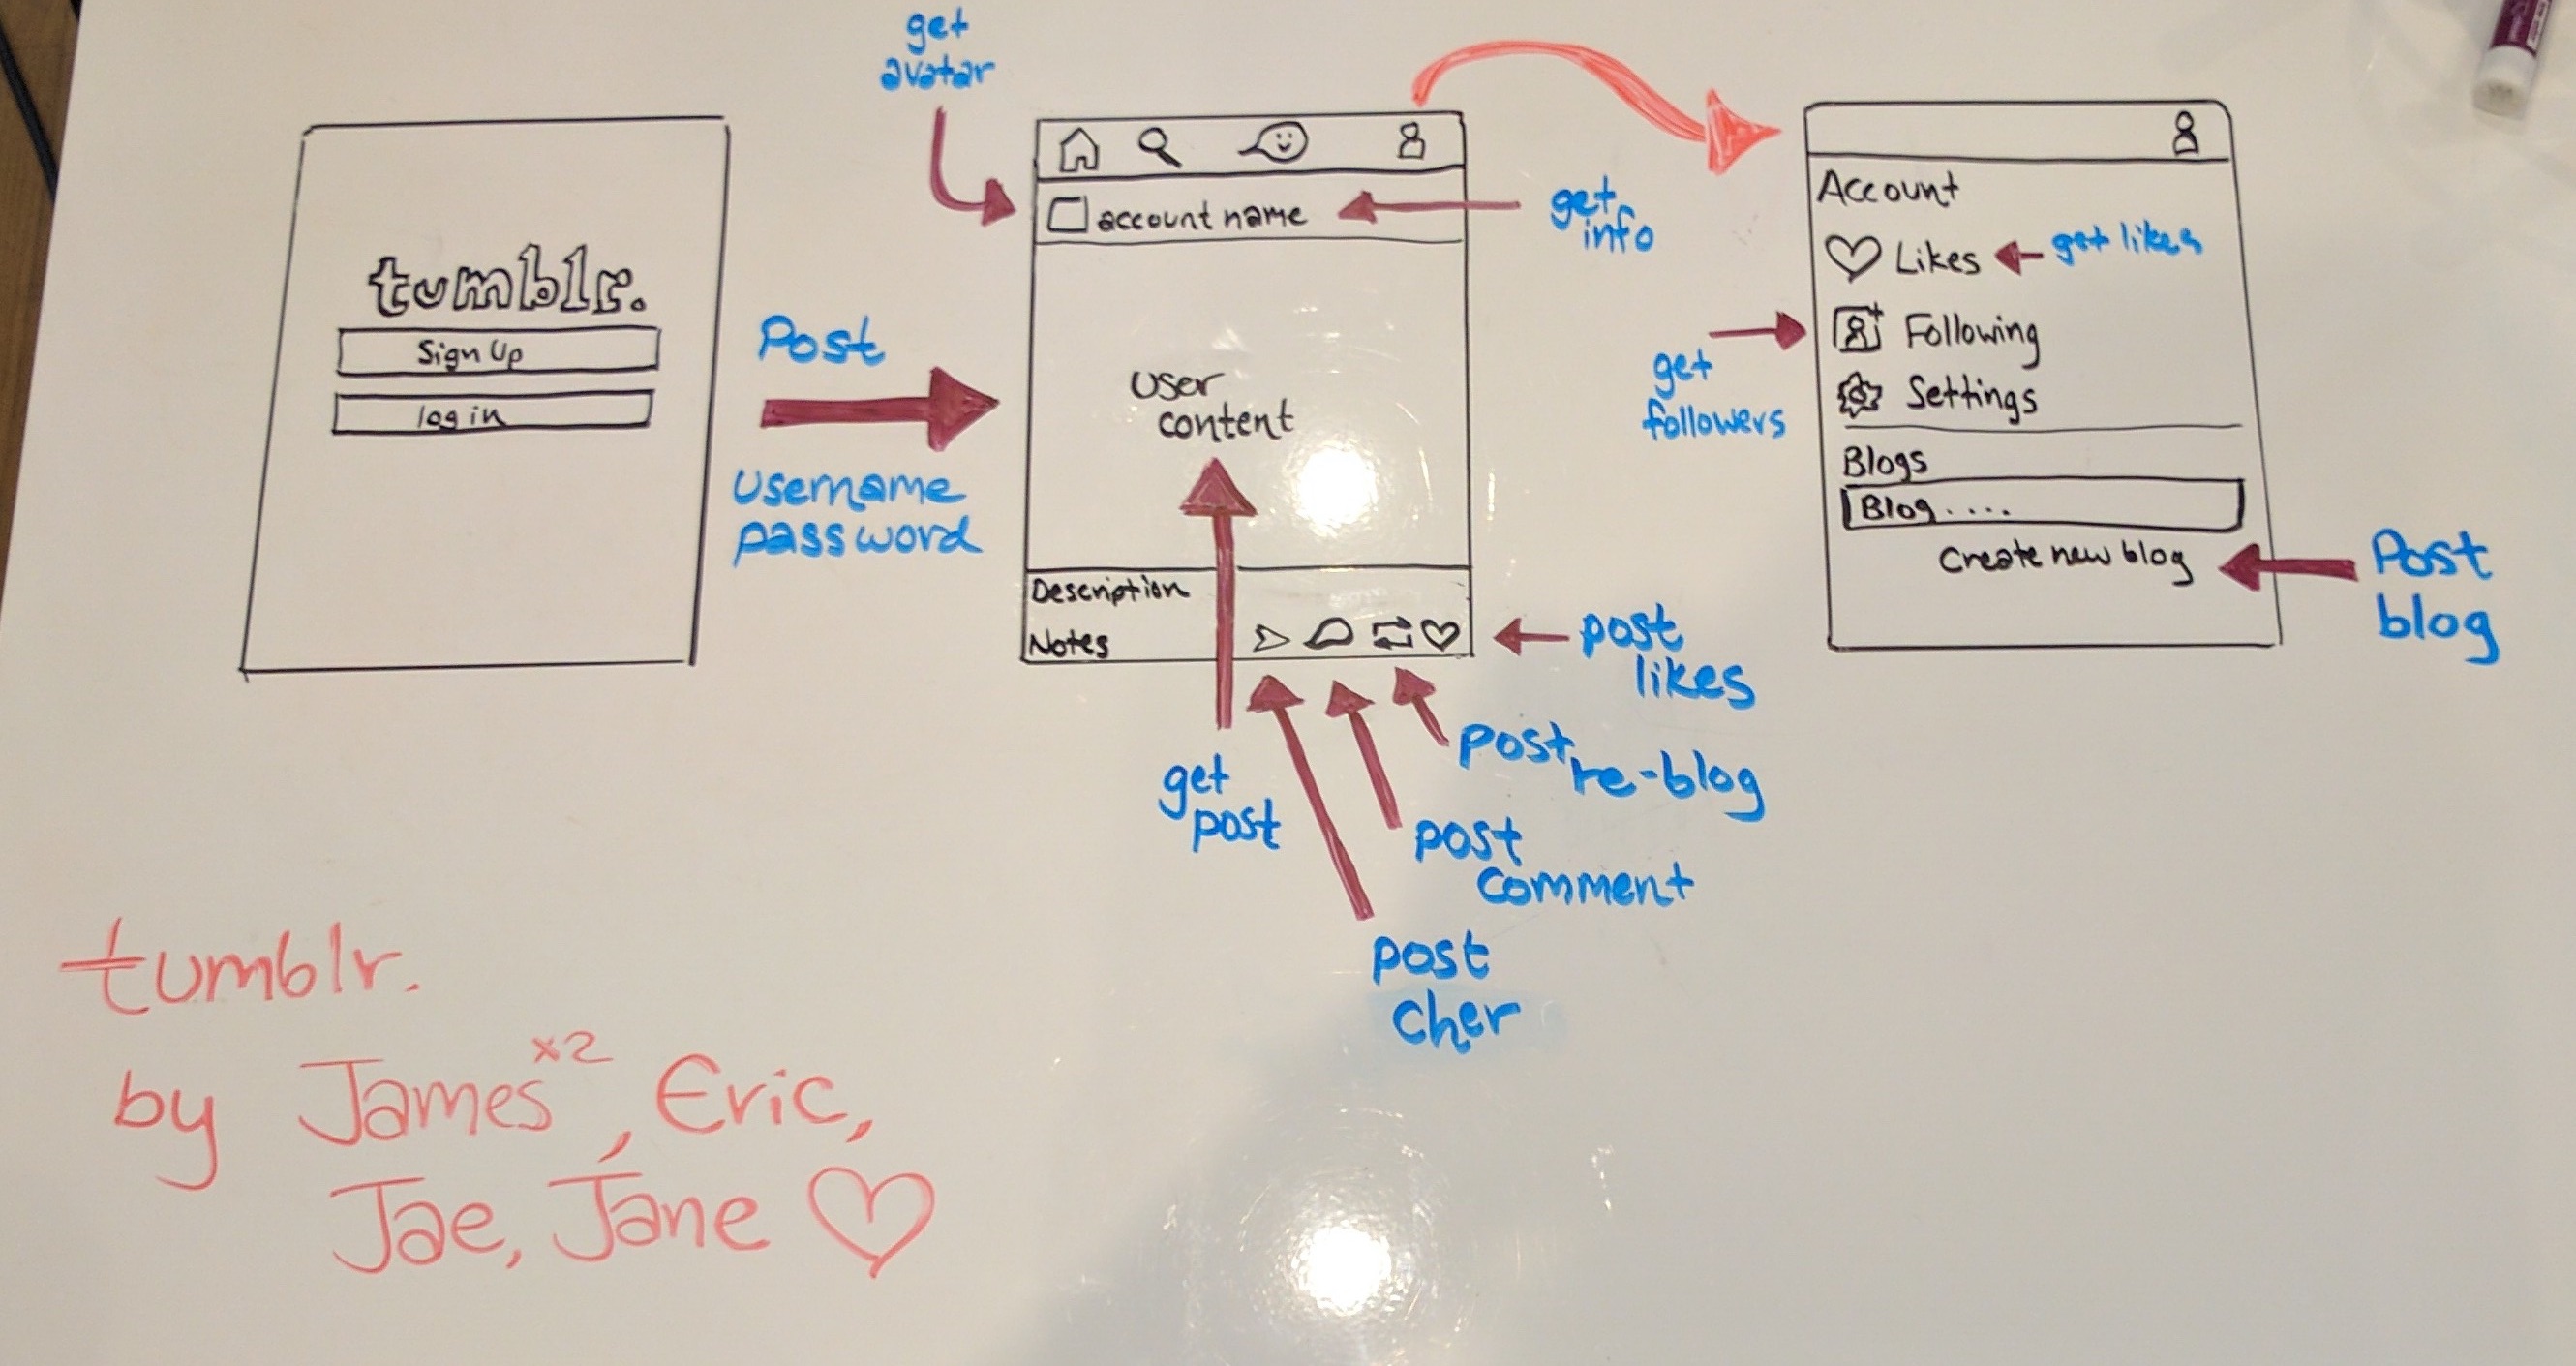 get
avatar
tumblr.
Sign Up
log in
Post
username
password
account name
get
info
user
content
Description
Notes
get
post
post
likes
post
re-blog
post
comment
post
cher
Account
Likes
get likes
Following
get
followers
Settings
Blogs
Blog....
Create new blog
Post
blog
tumblr.
by James x2, Eric,
Jae, Jane